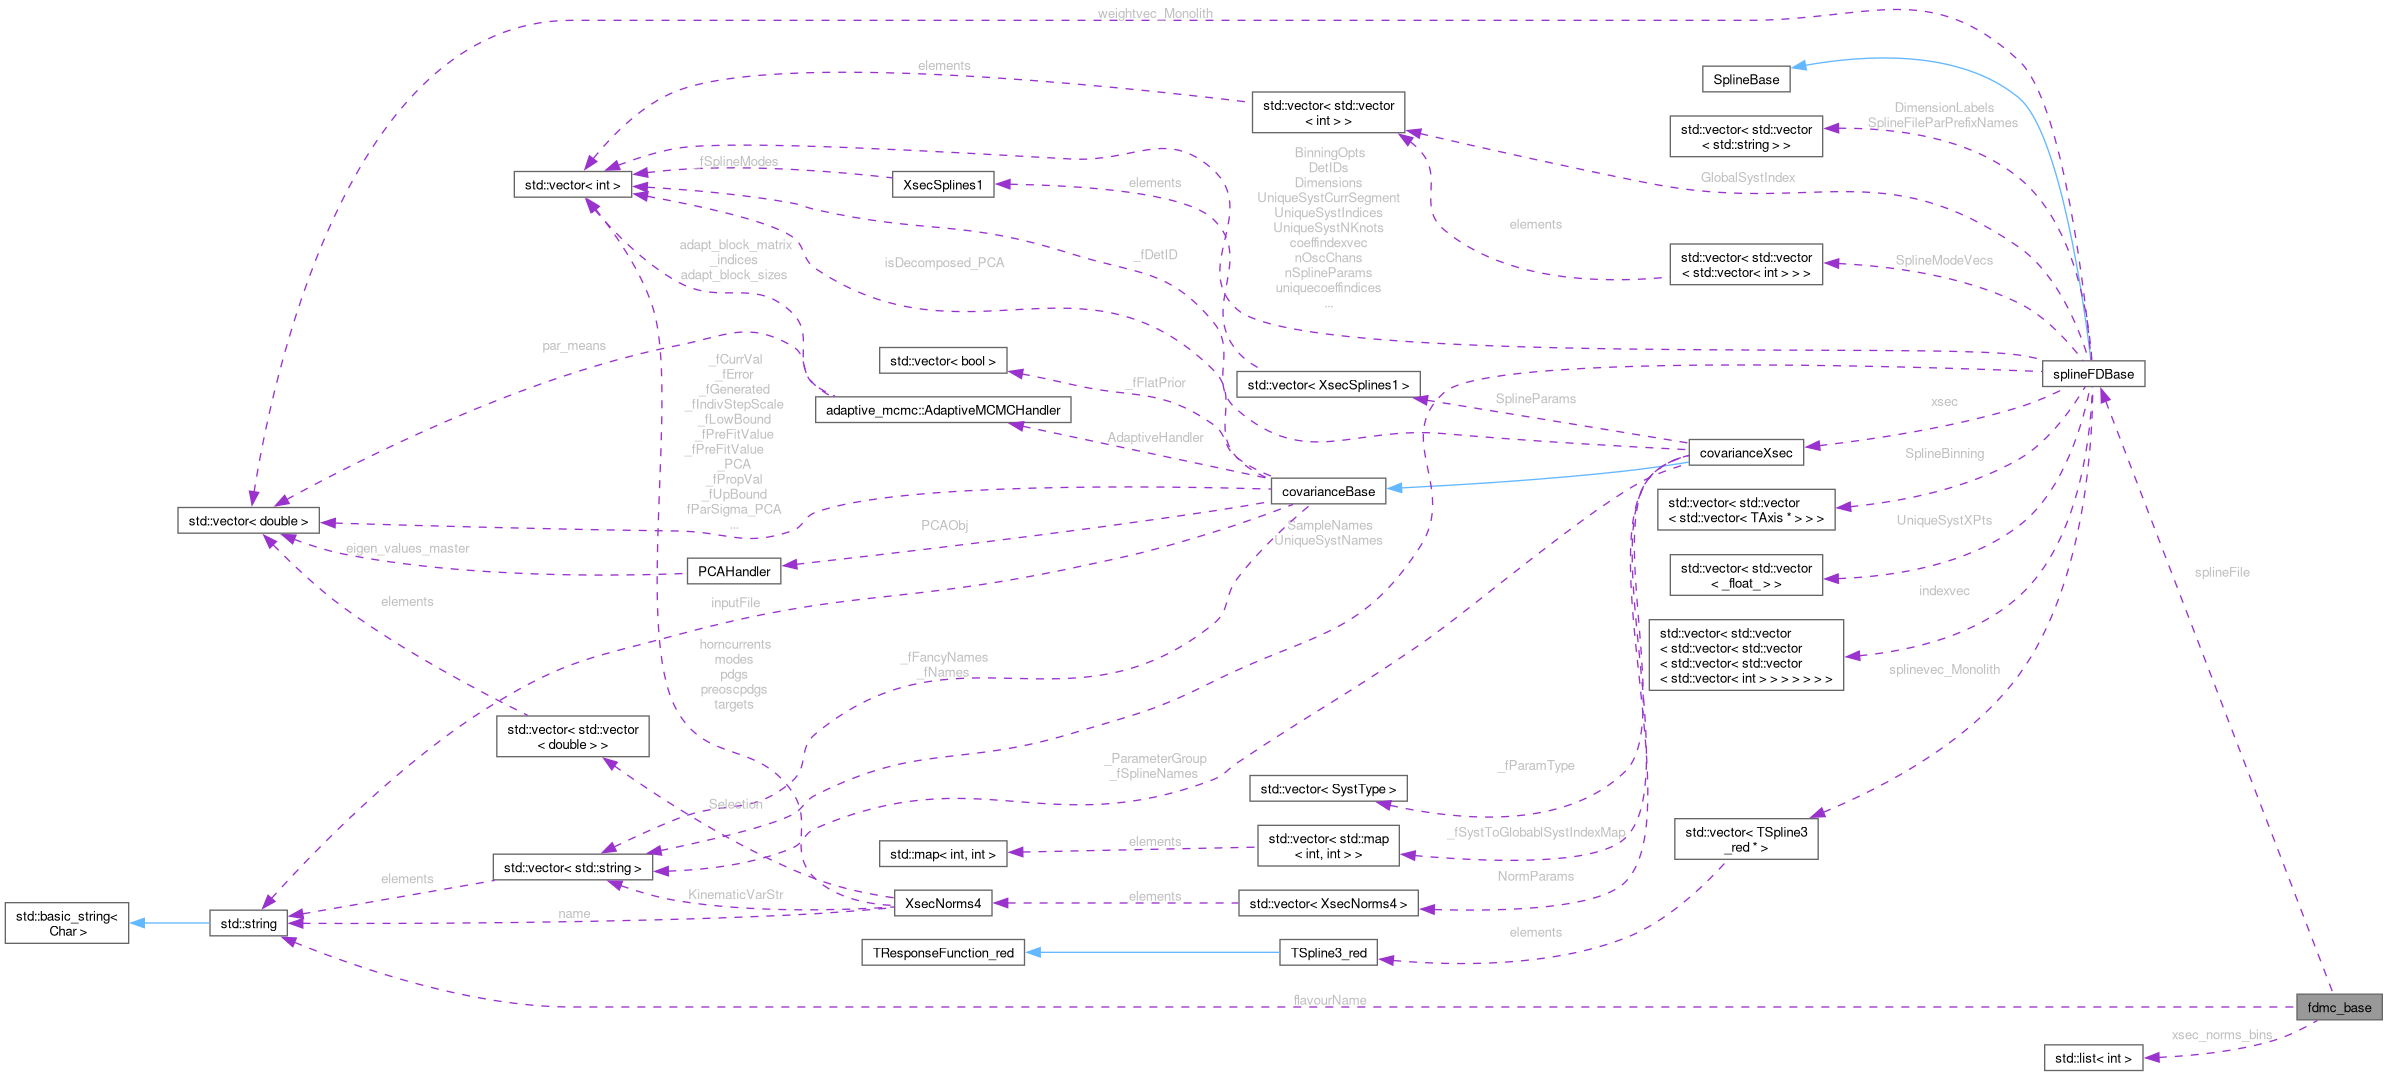 weightvec_Monolith
elements
SplineBase
std::vector< std::vector
< int > >
DimensionLabels
SplineFileParPrefixNames
std::vector< std::vector
< std::string > >
fSplineModes
std::vector< int >
XsecSplines1
elements
BinningOpts
DetIDs
Dimensions
UniqueSystCurrSegment
UniqueSystIndices
UniqueSystNKnots
coeffindexvec
nOscChans
nSplineParams
uniquecoeffindices
...
GlobalSystIndex
elements
adapt_block_matrix
_indices
adapt_block_sizes
isDecomposed_PCA
_fDetID
std::vector< std::vector
< std::vector< int > > >
SplineModeVecs
par_means
_fCurrVal
_fError
_fGenerated
_fIndivStepScale
_fLowBound
_fPreFitValue
_fPreFitValue
_PCA
_fPropVal
_fUpBound
fParSigma_PCA
...
std::vector< bool >
_fFlatPrior
std::vector< XsecSplines1 >
SplineParams
splineFDBase
adaptive_mcmc::AdaptiveMCMCHandler
AdaptiveHandler
xsec
covarianceXsec
SplineBinning
covarianceBase
std::vector< std::vector
< std::vector< TAxis * > > >
std::vector< double >
PCAObj
SampleNames
UniqueSystNames
UniqueSystXPts
eigen_values_master
PCAHandler
std::vector< std::vector
< _float_ > >
splineFile
elements
inputFile
indexvec
std::vector< std::vector
< std::vector< std::vector
< std::vector< std::vector
< std::vector< int > > > > > > >
horncurrents
modes
pdgs
preoscpdgs
targets
_fFancyNames
_fNames
splinevec_Monolith
std::vector< std::vector
< double > >
_ParameterGroup
_fSplineNames
_fParamType
std::vector< SystType >
Selection
std::vector< TSpline3
_red * >
std::map< int, int >
elements
std::vector< std::map
< int, int > >
_fSystToGlobablSystIndexMap
std::vector< std::string >
elements
KinematicVarStr
NormParams
std::basic_string<
Char >
std::string
name
XsecNorms4
elements
std::vector< XsecNorms4 >
TResponseFunction_red
TSpline3_red
elements
flavourName
fdmc_base
xsec_norms_bins
std::list< int >